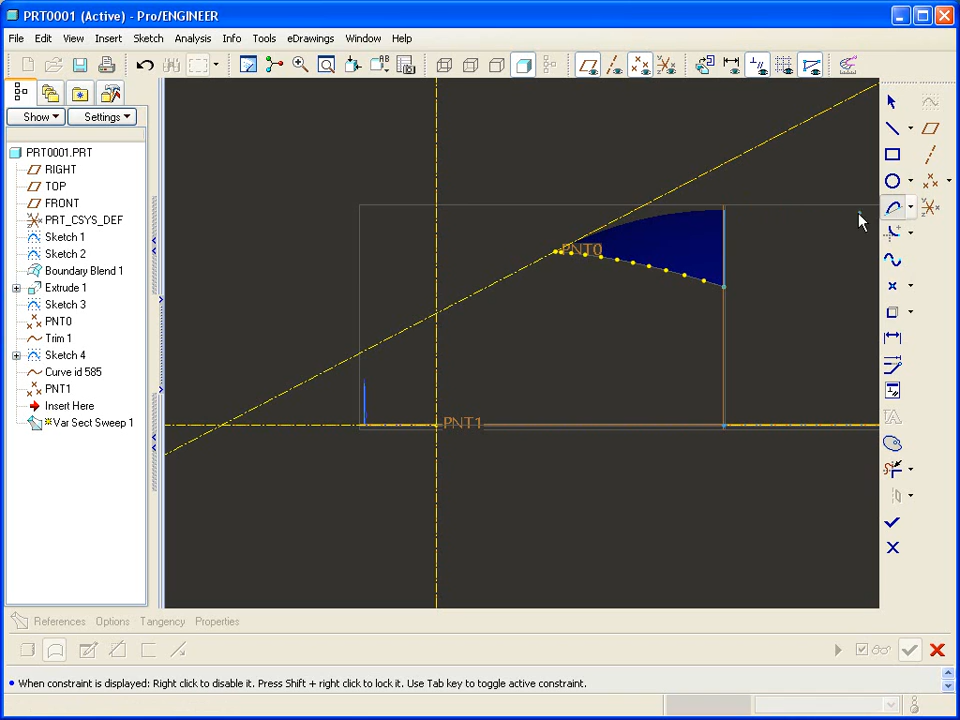 PRT0001 (Active) - Pro/ENGINEER
File Edit View Insert Sketch Analysis Info Tools eDrawings Window Help
Show Settings
PRT0001.PRT
RIGHT
TOP
FRONT
PRT_CSYS_DEF
Sketch 1
Sketch 2
Boundary Blend 1
Extrude 1
Sketch 3
PNT0
Trim 1
Sketch 4
Curve id 585
PNT1
Insert Here
Var Sect Sweep 1
PNT0
PNT1
References Options Tangency Properties
When constraint is displayed: Right click to disable it. Press Shift + right click to lock it. Use Tab key to toggle active constraint.